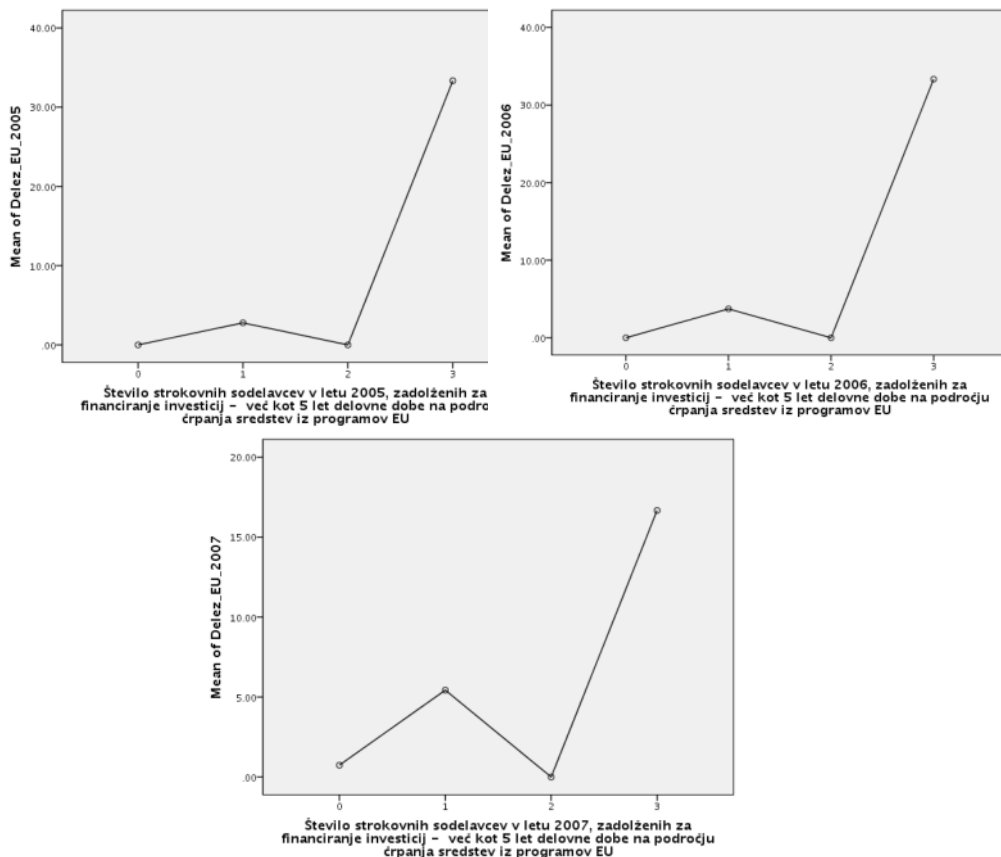 40.00
30.00
20.00
10.00
.00
Mean of Delez_EU_2005
0 1 2 3
Število strokovnih sodelavcev v letu 2005, zadolženih za
financiranje investicij – več kot 5 let delovne dobe na podro
črpanja sredstev iz programov EU
40.00
30.00
20.00
10.00
.00
Mean of Delez_EU_2006
0 1 2 3
Število strokovnih sodelavcev v letu 2006, zadolženih za
financiranje investicij – več kot 5 let delovne dobe na področju
črpanja sredstev iz programov EU
20.00
15.00
10.00
5.00
.00
Mean of Delez_EU_2007
0 1 2 3
Število strokovnih sodelavcev v letu 2007, zadolženih za
financiranje investicij – več kot 5 let delovne dobe na področju
črpanja sredstev iz programov EU